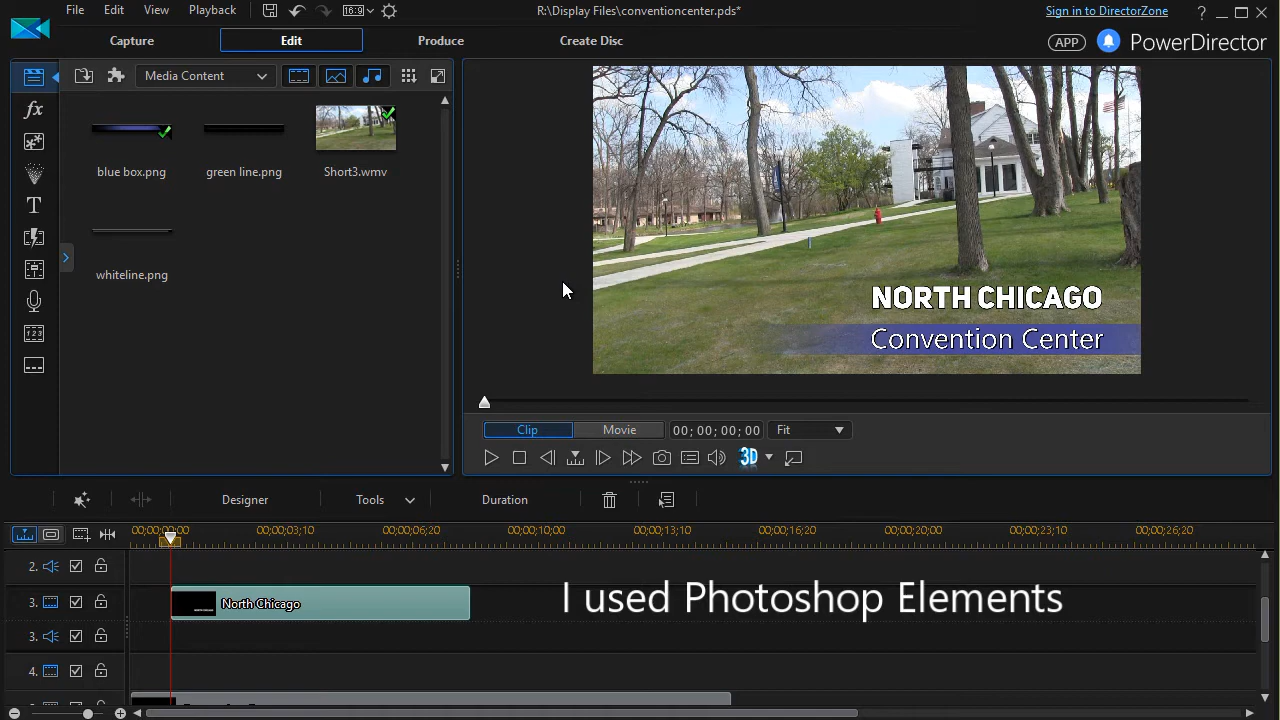 File Edit View Playback
16:9
R:\Display Files\conventioncenter.pds*
Sign in to DirectorZone
?
Capture Edit Produce Create Disc
APP PowerDirector
Media Content
fx
T
123
blue box.png green line.png Short3.wmv
whiteline.png
NORTH CHICAGO
Convention Center
Clip Movie 00;00;00;00 Fit
3D
Designer Tools Duration
00;00;00;00 00;00;03;10 00;00;06;20 00;00;10;00 00;00;13;10 00;00;16;20 00;00;20;00 00;00;23;10 00;00;26;20
2.
3. North Chicago
I used Photoshop Elements
3.
4.